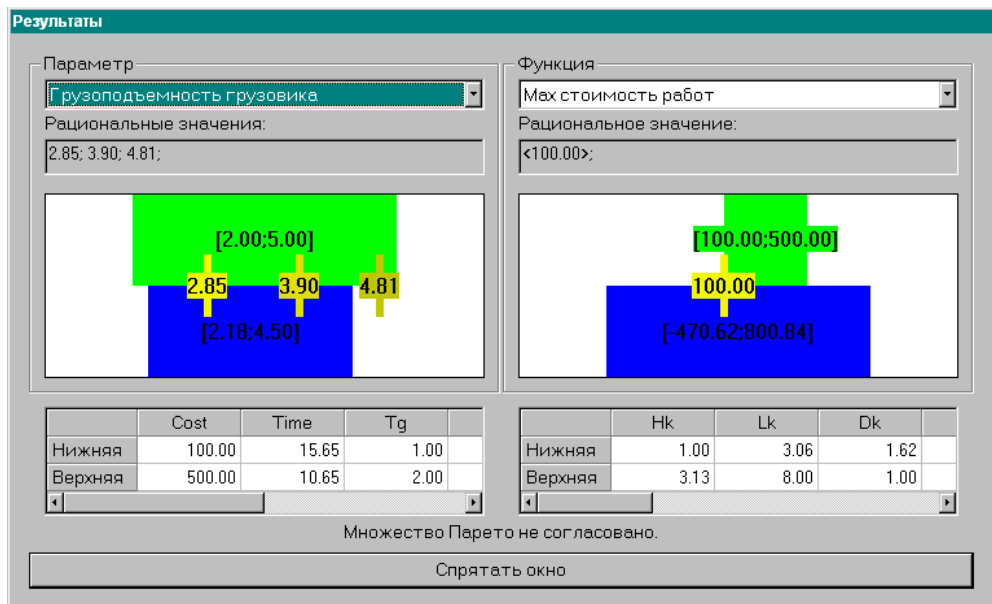 Результаты
Параметр
Грузоподъемность грузовика
Рациональные значения:
2.85; 3.90; 4.81;
[2.00;5.00]
2.85 3.90 4.81
[2.18;4.50]
Функция
Max стоимость работ
Рациональное значение:
<100.00>;
[100.00;500.00]
100.00
[-470.62;800.84]
Cost Time Tg
Нижняя 100.00 15.65 1.00
Верхняя 500.00 10.65 2.00
Hk Lk Dk
Нижняя 1.00 3.06 1.62
Верхняя 3.13 8.00 1.00
Множество Парето не согласовано.
Спрятать окно